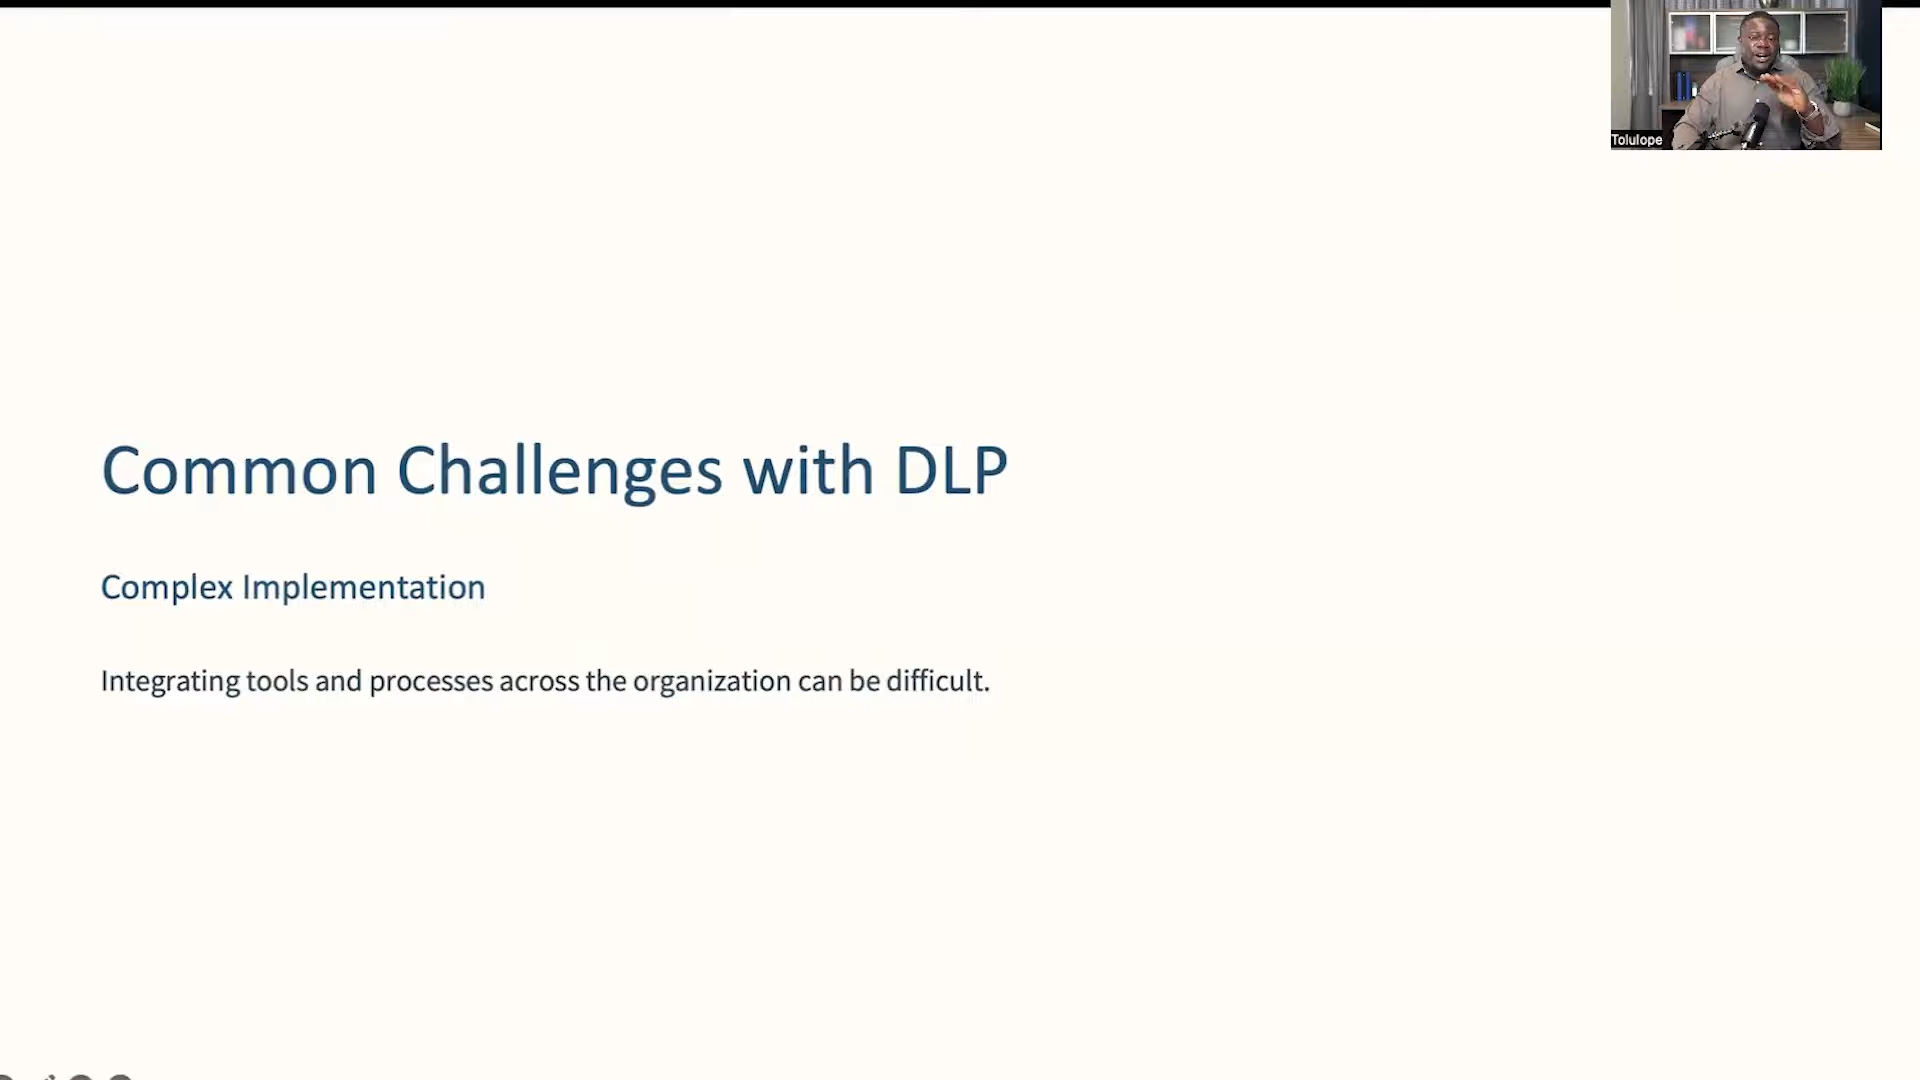 Tolulope
Common Challenges with DLP
Complex Implementation
Integrating tools and processes across the organization can be difficult.